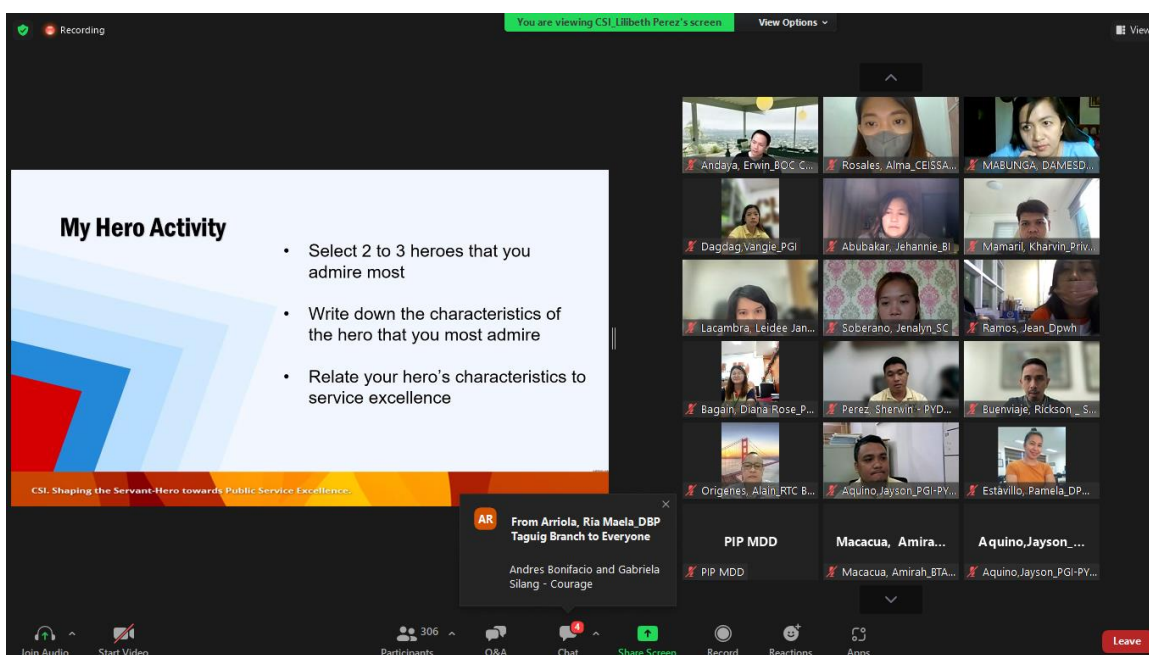 Recording
You are viewing CSI_Lilibeth Perez's screen
View Options
View
My Hero Activity
• Select 2 to 3 heroes that you
admire most
• Write down the characteristics of
the hero that you most admire
• Relate your hero's characteristics to
service excellence
CSI. Shaping the Servant-Hero towards Public Service Excellence.
Andaya, Erwin_BOC C...
Rosales, Alma_CEISSA...
MABUNGA, DAMESD...
Dagdag,Vangie_PGI
Abubakar, Jehannie_BI
Mamaril, Kharvin_Priv...
Lacambra, Leidee Jan...
Soberano, Jenalyn_SC
Ramos, Jean_Dpwh
Bagain, Diana Rose_P...
Perez, Sherwin - PYD...
Buenviaje, Rickson _ S...
Origenes, Alain_RTC B...
Aquino,Jayson_PGI-PY...
Estavillo, Pamela_DP...
PIP MDD
Macacua, Amira...
Aquino,Jayson_...
PIP MDD
Macacua, Amirah_BTA...
Aquino,Jayson_PGI-PY...
AR
From Arriola, Ria Maela_DBP
Taguig Branch to Everyone
Andres Bonifacio and Gabriela
Silang - Courage
Join Audio
Start Video
306
Participants
Q&A
4
Chat
Share Screen
Record
Reactions
Apps
Leave